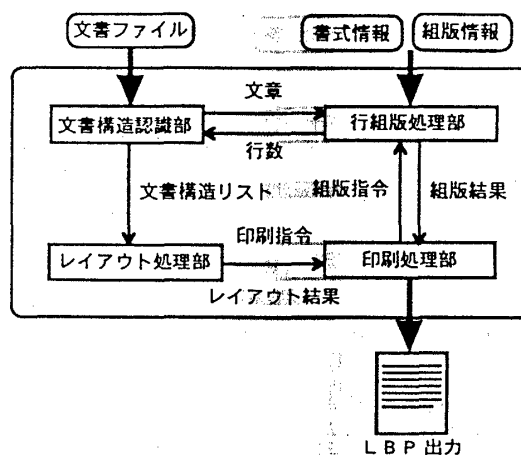 文書ファイル
書式情報
組版情報
文章
文書構造認識部
行組版処理部
行数
文書構造リスト
組版指令
組版結果
印刷指令
レイアウト処理部
印刷処理部
レイアウト結果
LBP出力